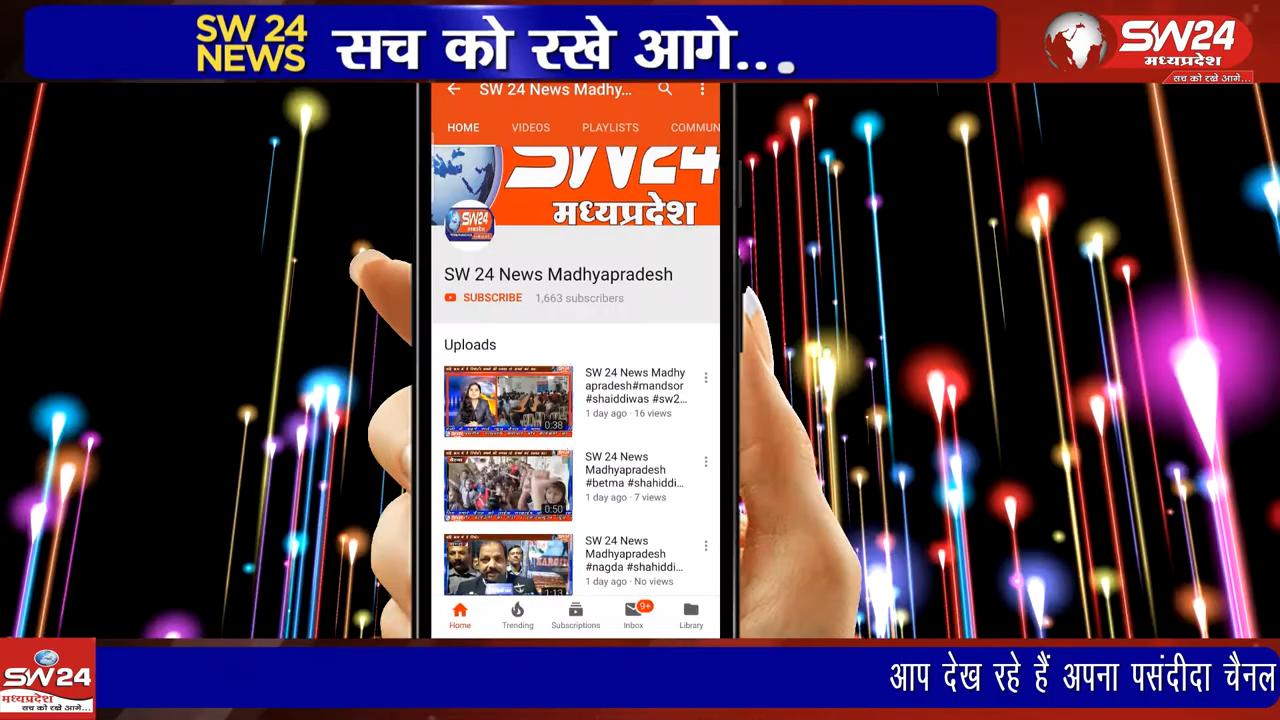 SW 24
NEWS
सच को रखे आगे...
SW24
मध्यप्रदेश
सच को रखे आगे...
SW 24 News Madhy...
HOME VIDEOS PLAYLISTS COMMUN
SW24
मध्यप्रदेश
SW24
SW 24 News Madhyapradesh
SUBSCRIBE 1,663 subscribers
Uploads
SW 24 News Madhy
apradesh#mandsor
#shaiddiwas #sw2...
1 day ago · 16 views
0:38
SW 24 News
Madhyapradesh
#betma #shahiddi...
1 day ago · 7 views
0:50
SW 24 News
Madhyapradesh
#nagda #shahiddi...
1 day ago · No views
1:13
9+
Home Trending Subscriptions Inbox Library
SW24
मध्यप्रदेश
सच को रखे आगे...
आप देख रहे हैं अपना पसंदीदा चैनल